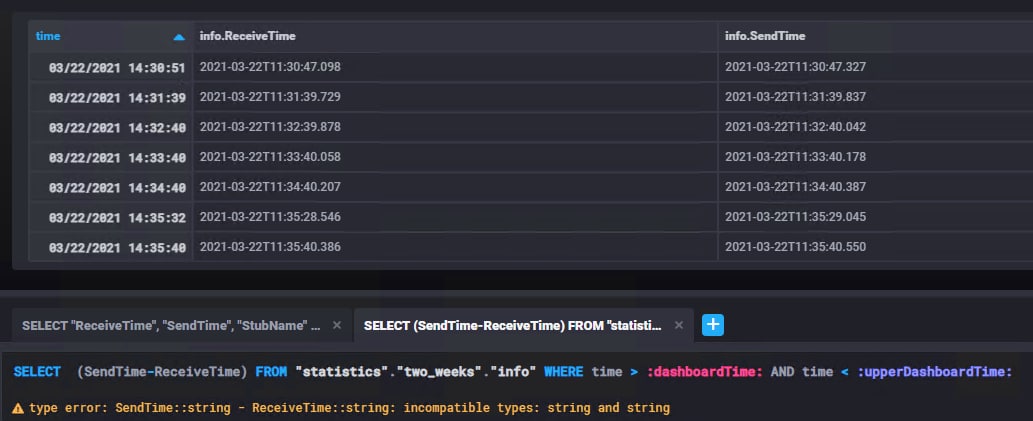 time info.ReceiveTime info.SendTime
03/22/2021 14:30:51 2021-03-22T11:30:47.098 2021-03-22T11:30:47.327
03/22/2021 14:31:39 2021-03-22T11:31:39.729 2021-03-22T11:31:39.837
03/22/2021 14:32:40 2021-03-22T11:32:39.878 2021-03-22T11:32:40.042
03/22/2021 14:33:40 2021-03-22T11:33:40.058 2021-03-22T11:33:40.178
03/22/2021 14:34:40 2021-03-22T11:34:40.207 2021-03-22T11:34:40.387
03/22/2021 14:35:32 2021-03-22T11:35:28.546 2021-03-22T11:35:29.045
03/22/2021 14:35:40 2021-03-22T11:35:40.386 2021-03-22T11:35:40.550
SELECT "ReceiveTime", "SendTime", "StubName" ... × SELECT (SendTime-ReceiveTime) FROM "statisti... × +
SELECT (SendTime-ReceiveTime) FROM "statistics"."two_weeks"."info" WHERE time > :dashboardTime: AND time < :upperDashboardTime:
type error: SendTime::string - ReceiveTime::string: incompatible types: string and string